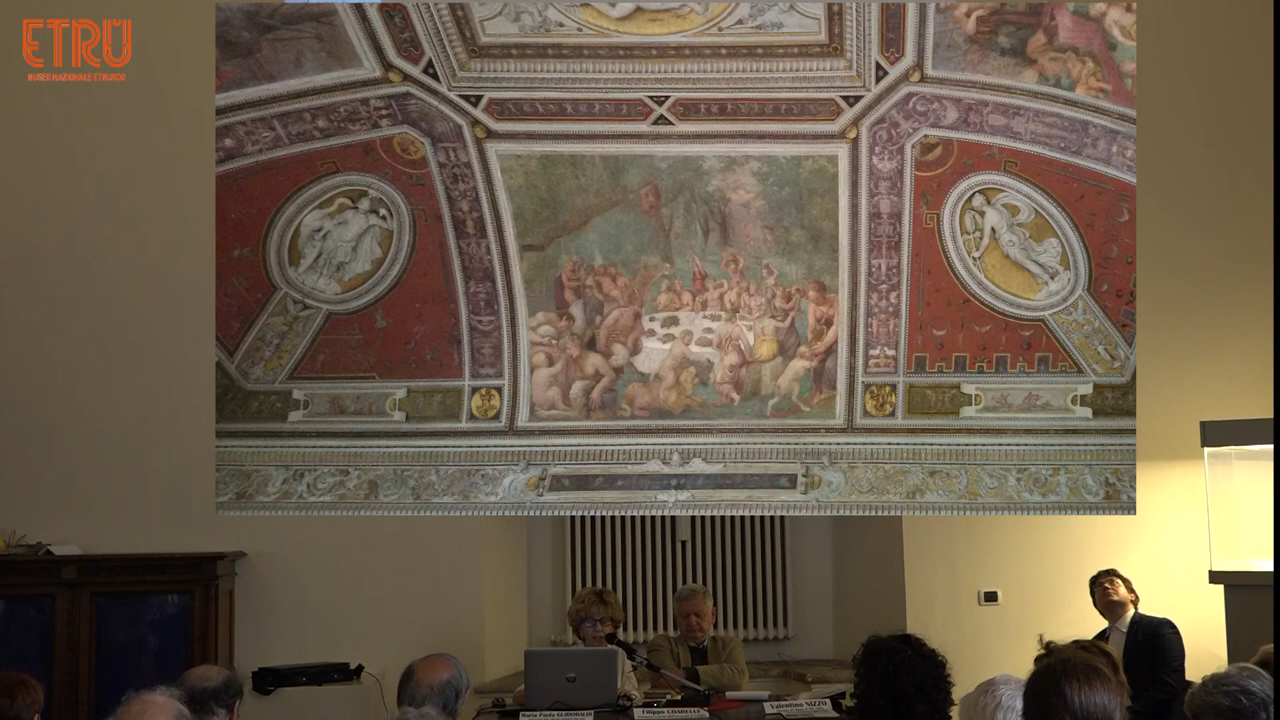 ETRU
MUSEO NAZIONALE ETRUSCO
Maria Paola GUIDOBALDI
Filippo COARELLI
Valentino NIZZO